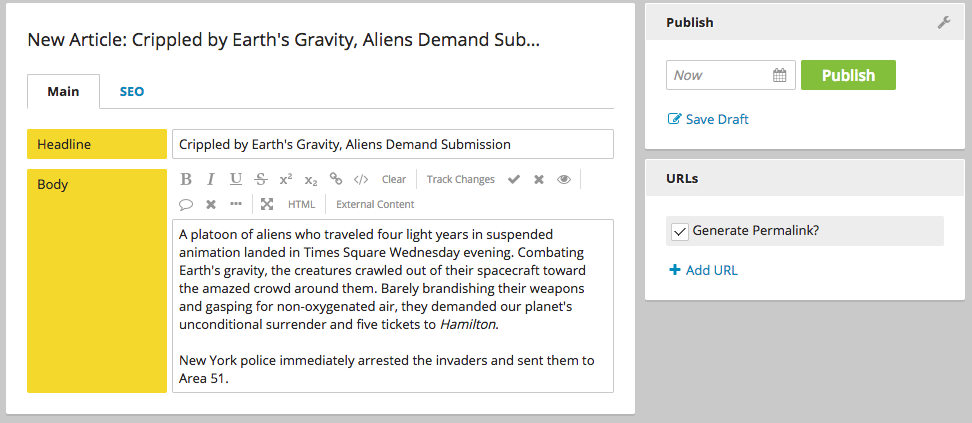 New Article: Crippled by Earth's Gravity, Aliens Demand Sub...
Main
SEO
Headline
Crippled by Earth's Gravity, Aliens Demand Submission
Body
B I U S x² x₂ </> Clear Track Changes
HTML External Content
A platoon of aliens who traveled four light years in suspended
animation landed in Times Square Wednesday evening. Combating
Earth's gravity, the creatures crawled out of their spacecraft toward
the amazed crowd around them. Barely brandishing their weapons
and gasping for non-oxygenated air, they demanded our planet's
unconditional surrender and five tickets to Hamilton.
New York police immediately arrested the invaders and sent them to
Area 51.
Publish
Now
Publish
Save Draft
URLs
Generate Permalink?
Add URL